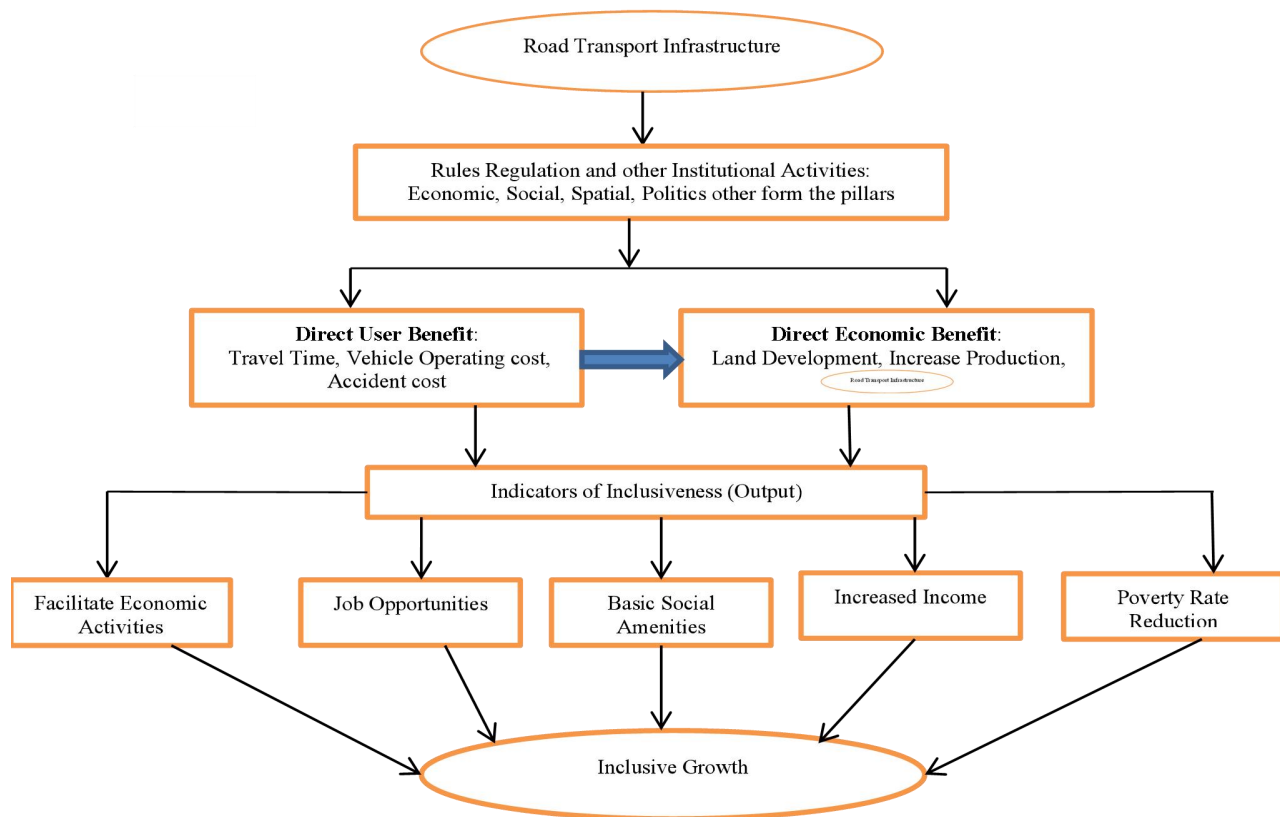 Road Transport Infrastructure
Rules Regulation and other Institutional Activities:
Economic, Social, Spatial, Politics other form the pillars
Direct User Benefit:
Travel Time, Vehicle Operating cost,
Accident cost
Direct Economic Benefit:
Land Development, Increase Production,
Road Transport Infrastructure
Indicators of Inclusiveness (Output)
Facilitate Economic
Activities
Job Opportunities
Basic Social
Amenities
Increased Income
Poverty Rate
Reduction
Inclusive Growth